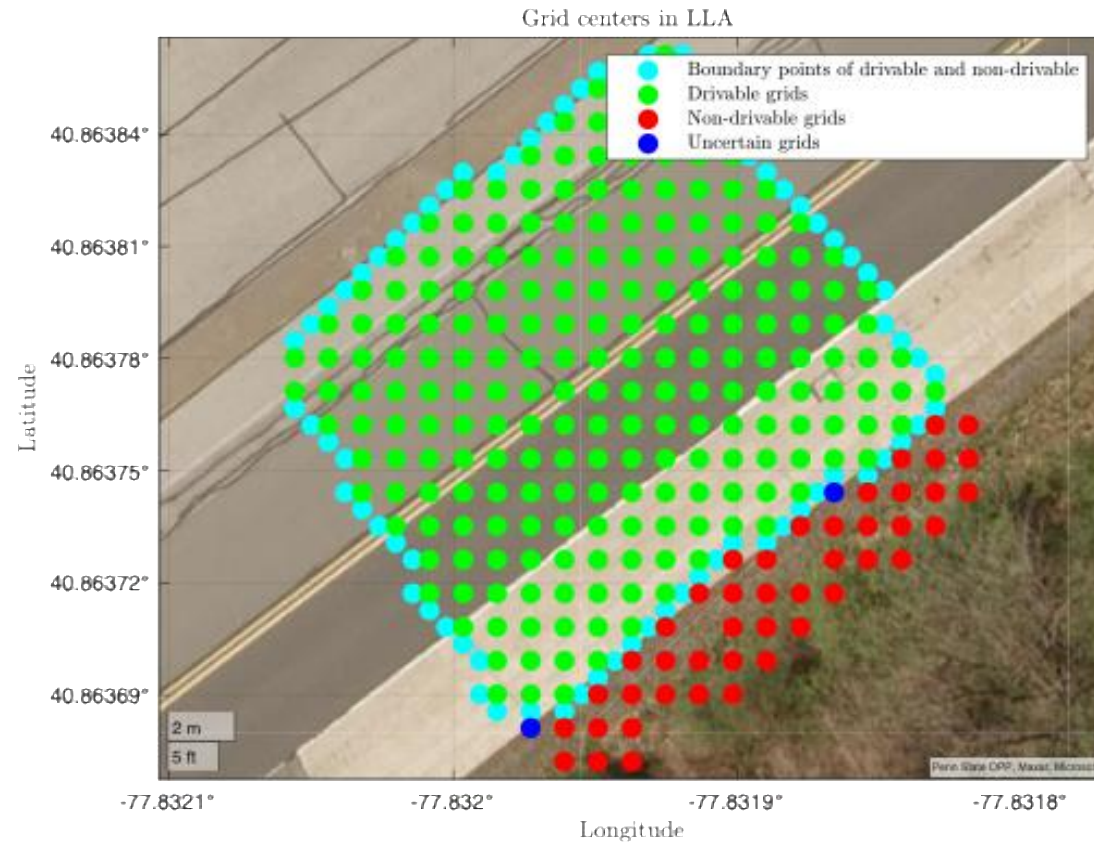 Grid centers in LLA
Boundary points of drivable and non-drivable
Drivable grids
Non-drivable grids
Uncertain grids
40.86384°
40.86381°
40.86378°
40.86375°
40.86372°
40.86369°
Latitude
2 m
5 ft
Penn State OPP, Maxar, Microso
-77.8321°
-77.832°
-77.8319°
-77.8318°
Longitude